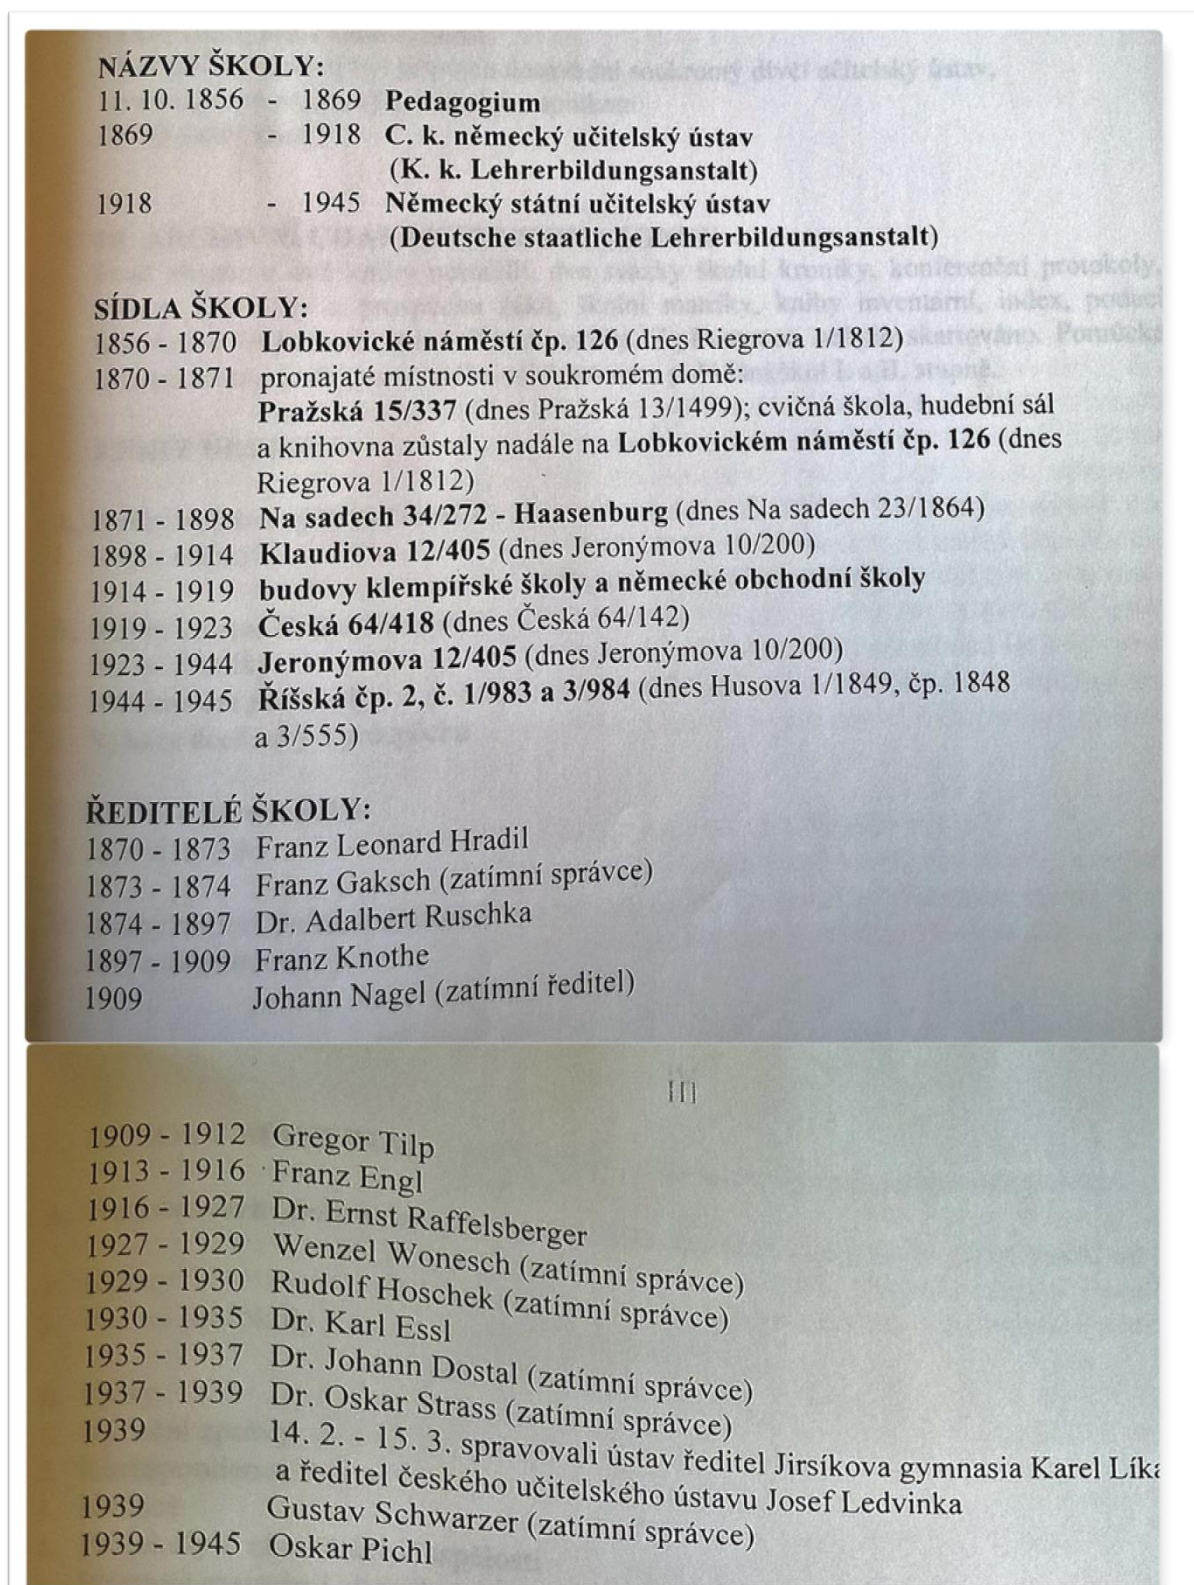 NÁZVY ŠKOLY:
11. 10. 1856 - 1869 Pedagogium
1869 - 1918 C. k. německý učitelský ústav
(K. k. Lehrerbildungsanstalt)
1918 - 1945 Německý státní učitelský ústav
(Deutsche staatliche Lehrerbildungsanstalt)
SÍDLA ŠKOLY:
1856 - 1870 Lobkovické náměstí čp. 126 (dnes Riegrova 1/1812)
1870 - 1871 pronajaté místnosti v soukromém domě:
Pražská 15/337 (dnes Pražská 13/1499); cvičná škola, hudební sál
a knihovna zůstaly nadále na Lobkovickém náměstí čp. 126 (dnes
Riegrova 1/1812)
1871 - 1898 Na sadech 34/272 - Haasenburg (dnes Na sadech 23/1864)
1898 - 1914 Klaudiova 12/405 (dnes Jeronýmova 10/200)
1914 - 1919 budovy klempířské školy a německé obchodní školy
1919 - 1923 Česká 64/418 (dnes Česká 64/142)
1923 - 1944 Jeronýmova 12/405 (dnes Jeronýmova 10/200)
1944 - 1945 Říšská čp. 2, č. 1/983 a 3/984 (dnes Husova 1/1849, čp. 1848
a 3/555)
ŘEDITELÉ ŠKOLY:
1870 - 1873 Franz Leonard Hradil
1873 - 1874 Franz Gaksch (zatímní správce)
1874 - 1897 Dr. Adalbert Ruschka
1897 - 1909 Franz Knothe
1909 Johann Nagel (zatímní ředitel)
III
1909 - 1912 Gregor Tilp
1913 - 1916 Franz Engl
1916 - 1927 Dr. Ernst Raffelsberger
1927 - 1929 Wenzel Wonesch (zatímní správce)
1929 - 1930 Rudolf Hoschek (zatímní správce)
1930 - 1935 Dr. Karl Essl
1935 - 1937 Dr. Johann Dostal (zatímní správce)
1937 - 1939 Dr. Oskar Strass (zatímní správce)
1939 14. 2. - 15. 3. spravovali ústav ředitel Jirsíkova gymnasia Karel
a ředitel českého učitelského ústavu Josef Ledvinka
1939 Gustav Schwarzer (zatímní správce)
1939 - 1945 Oskar Pichl